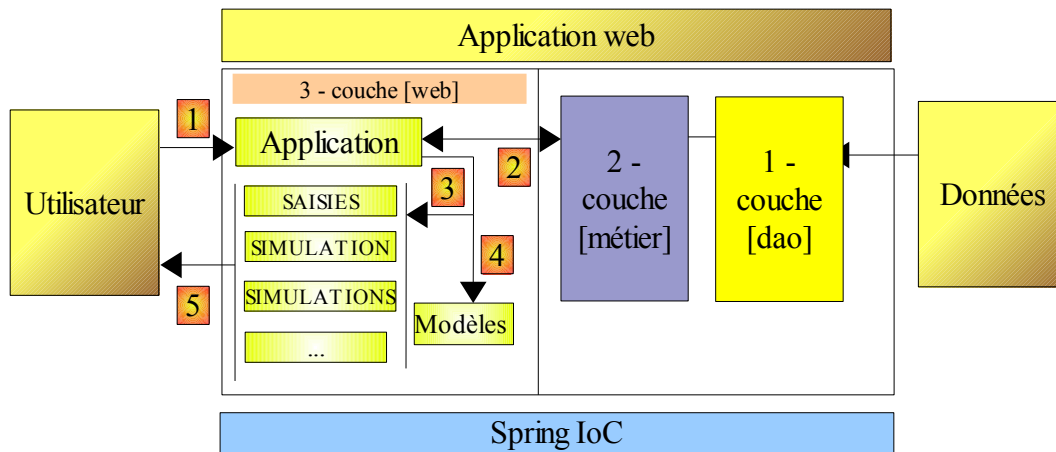 Application web
3 - couche [web]
1
Application
2
Utilisateur
SAISIES
3
SIMULATION
4
SIMULATIONS
5
Modèles
...
2 -
couche
[métier]
1 -
couche
[dao]
Données
Spring IoC